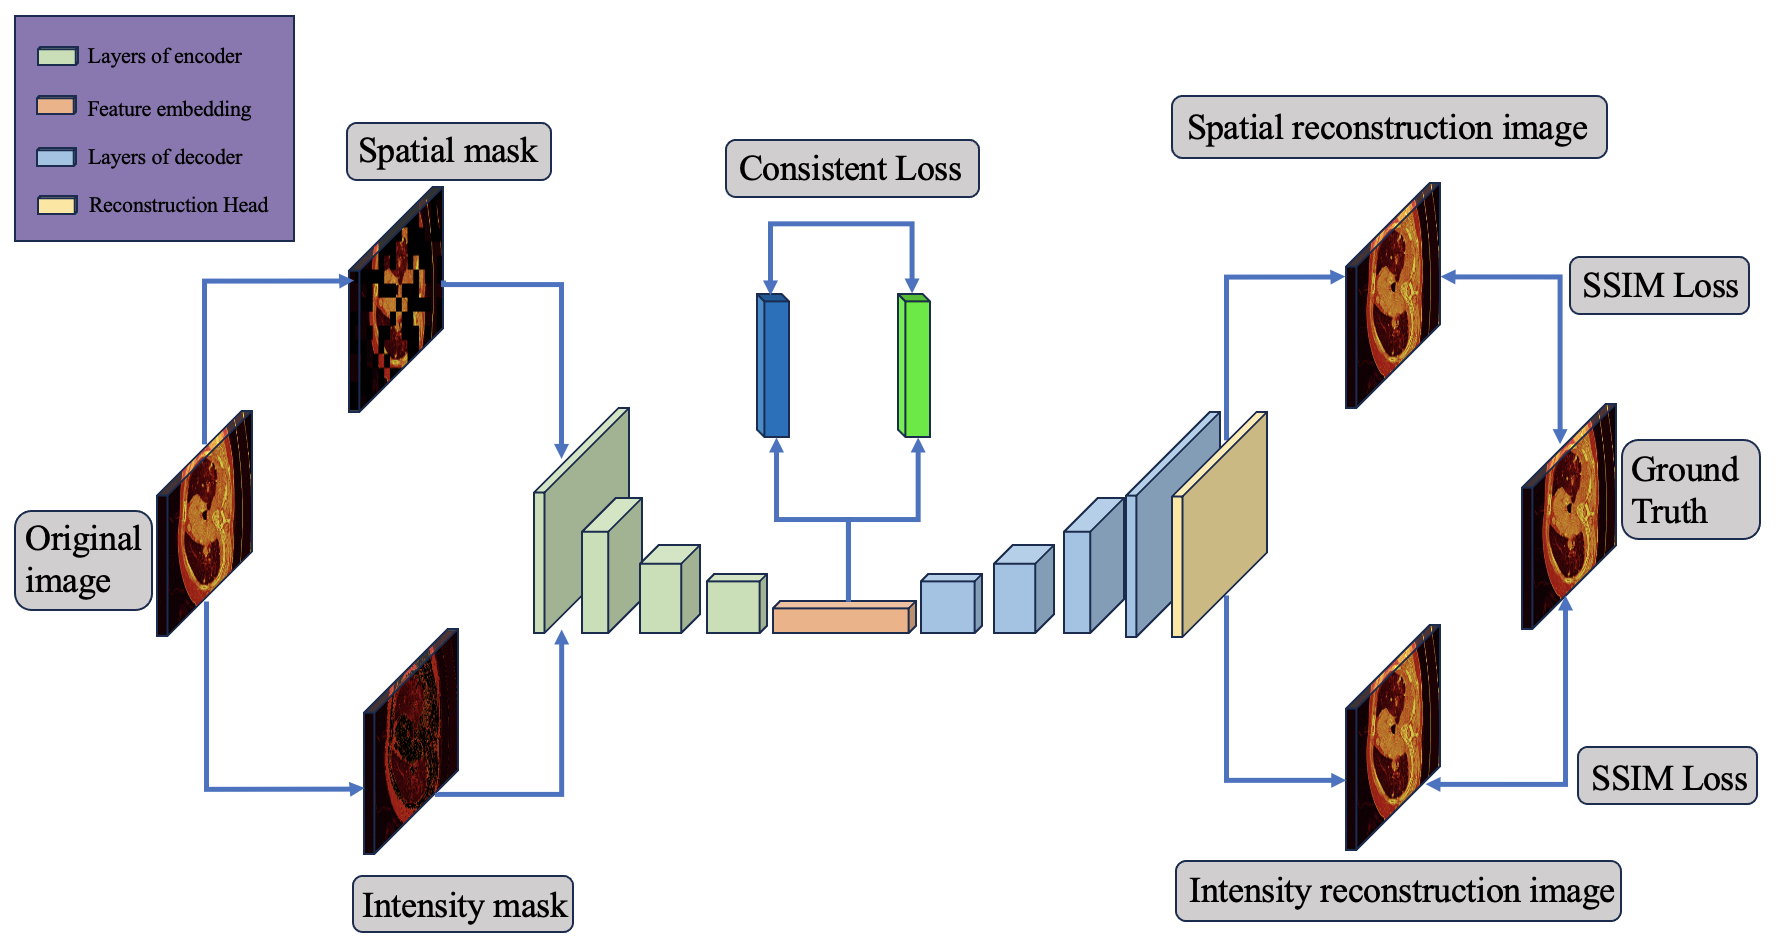 Layers of encoder
Feature embedding
Layers of decoder
Reconstruction Head
Spatial mask
Consistent Loss
Spatial reconstruction image
SSIM Loss
Original
image
Ground
Truth
SSIM Loss
Intensity mask
Intensity reconstruction image